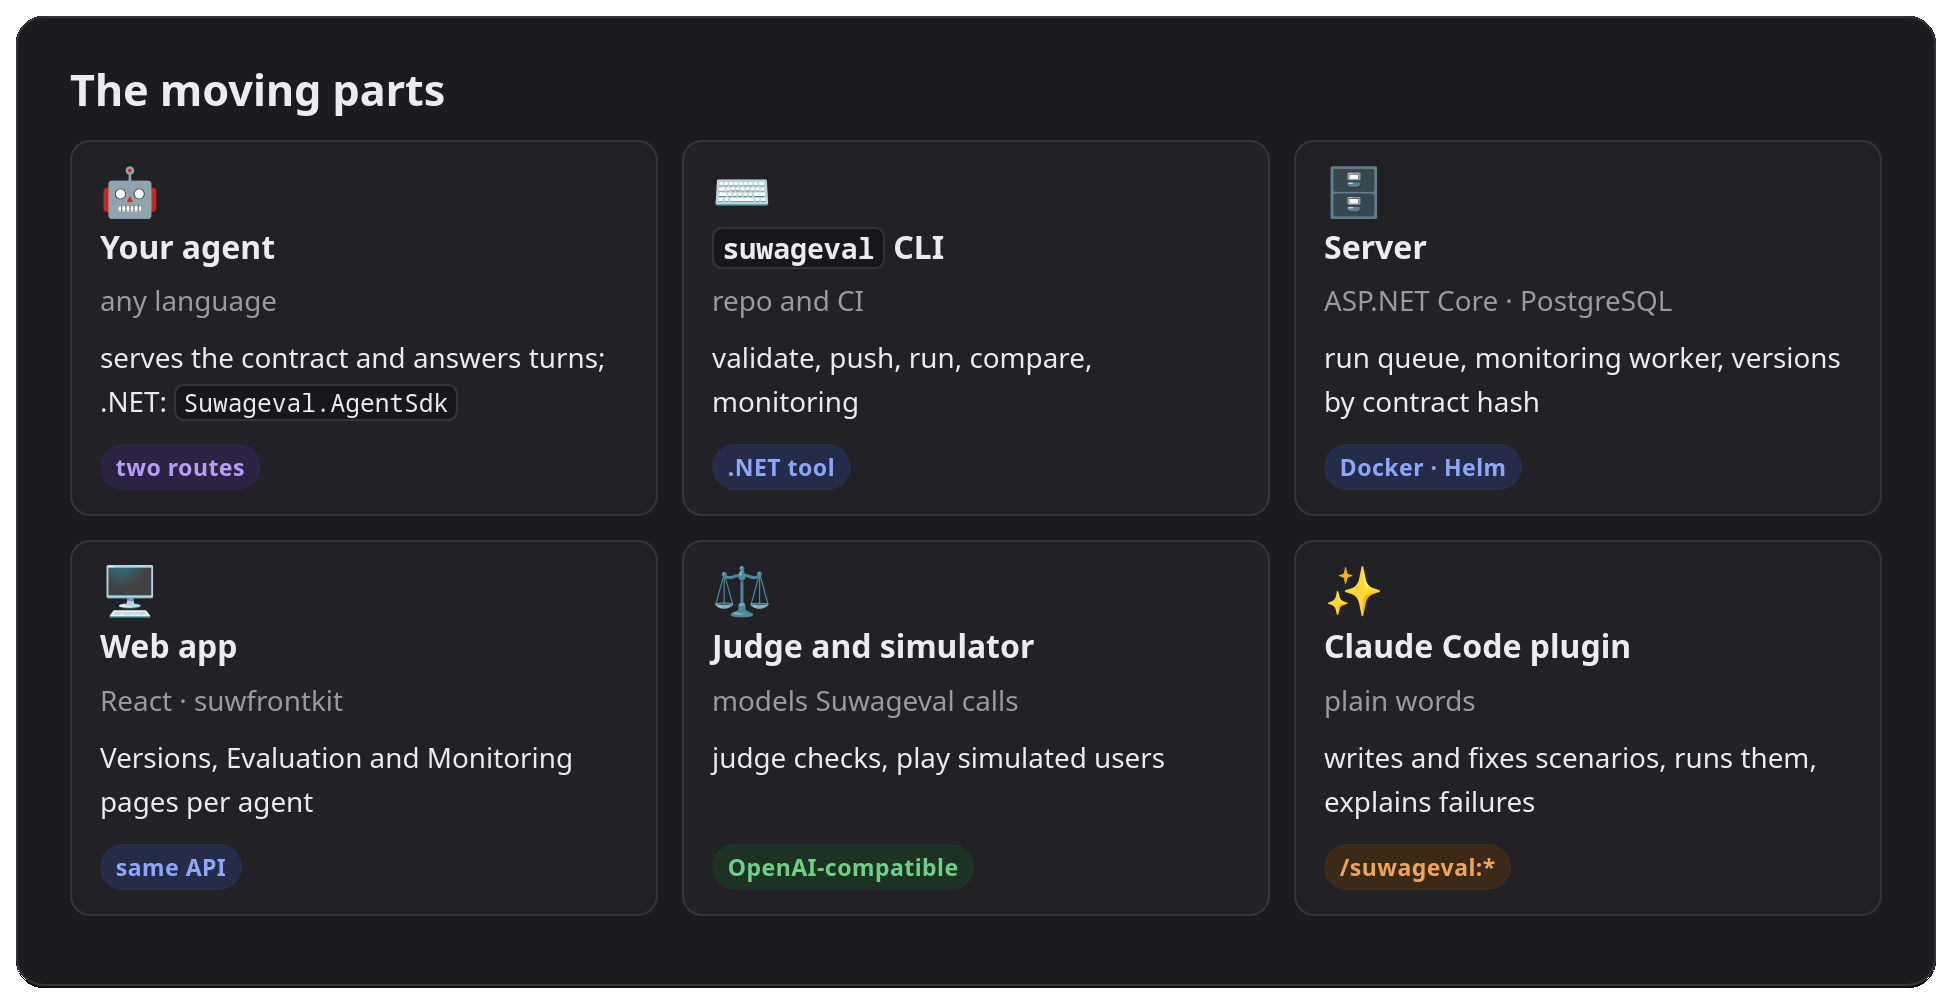 The moving parts
Your agent
any language
serves the contract and answers turns;
.NET: Suwageval.AgentSdk
two routes
suwageval CLI
repo and CI
validate, push, run, compare,
monitoring
.NET tool
Server
ASP.NET Core · PostgreSQL
run queue, monitoring worker, versions
by contract hash
Docker · Helm
Web app
React · suwfrontkit
Versions, Evaluation and Monitoring
pages per agent
same API
Judge and simulator
models Suwageval calls
judge checks, play simulated users
OpenAI-compatible
Claude Code plugin
plain words
writes and fixes scenarios, runs them,
explains failures
/suwageval:*